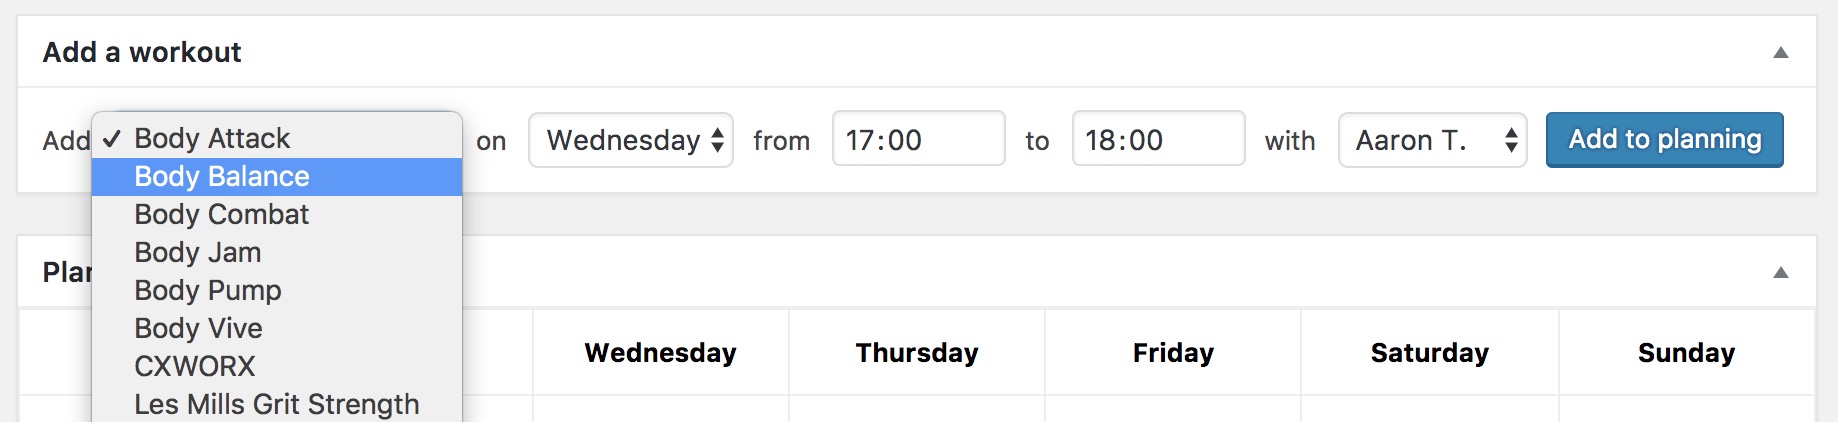 Add a workout
Add ✓ Body Attack on Wednesday from 17:00 to 18:00 with Aaron T. Add to planning
Body Balance
Body Combat
Body Jam
Body Pump
Body Vive
CXWORX
Les Mills Grit Strength
Wednesday Thursday Friday Saturday Sunday